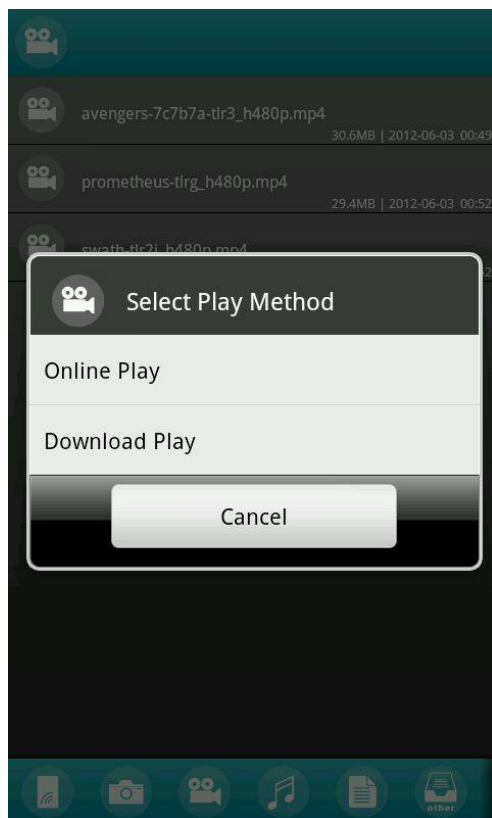 avengers-7c7b7a-tlr3_h480p.mp4
30.6MB | 2012-06-03 00:49
prometheus-tlrg_h480p.mp4
29.4MB | 2012-06-03 00:52
Select Play Method
Online Play
Download Play
Cancel
other